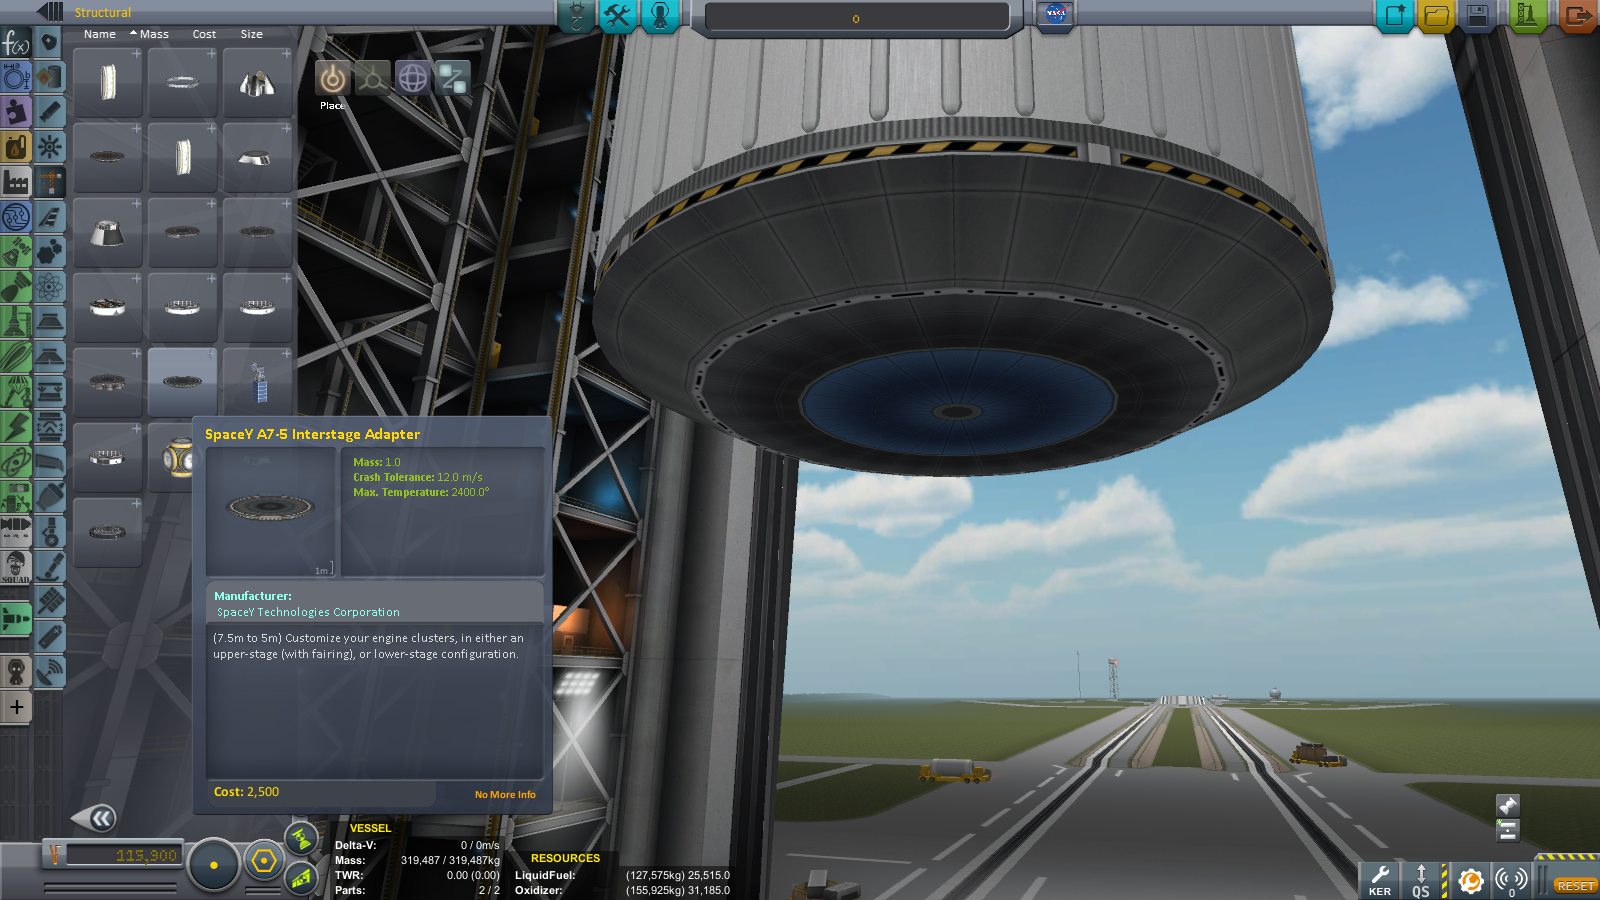 Structural
0
NASA
Name Mass Cost Size
f(x)
Place
SpaceY A7-5 Interstage Adapter
Mass: 1.0
Crash Tolerance: 12.0 m/s
Max. Temperature: 2400.0°
1m
Manufacturer:
SpaceY Technologies Corporation
(7.5m to 5m) Customize your engine clusters, in either an
upper-stage (with fairing), or lower-stage configuration.
Cost: 2,500
No More Info
SQUAD
VESSEL
Delta-V: 0 / 0m/s
Mass: 319,487 / 319,487kg
TWR: 0.00 (0.00)
Parts: 2 / 2
RESOURCES
LiquidFuel: (127,575kg) 25,515.0
Oxidizer: (155,925kg) 31,185.0
KER
QS
0
RESET